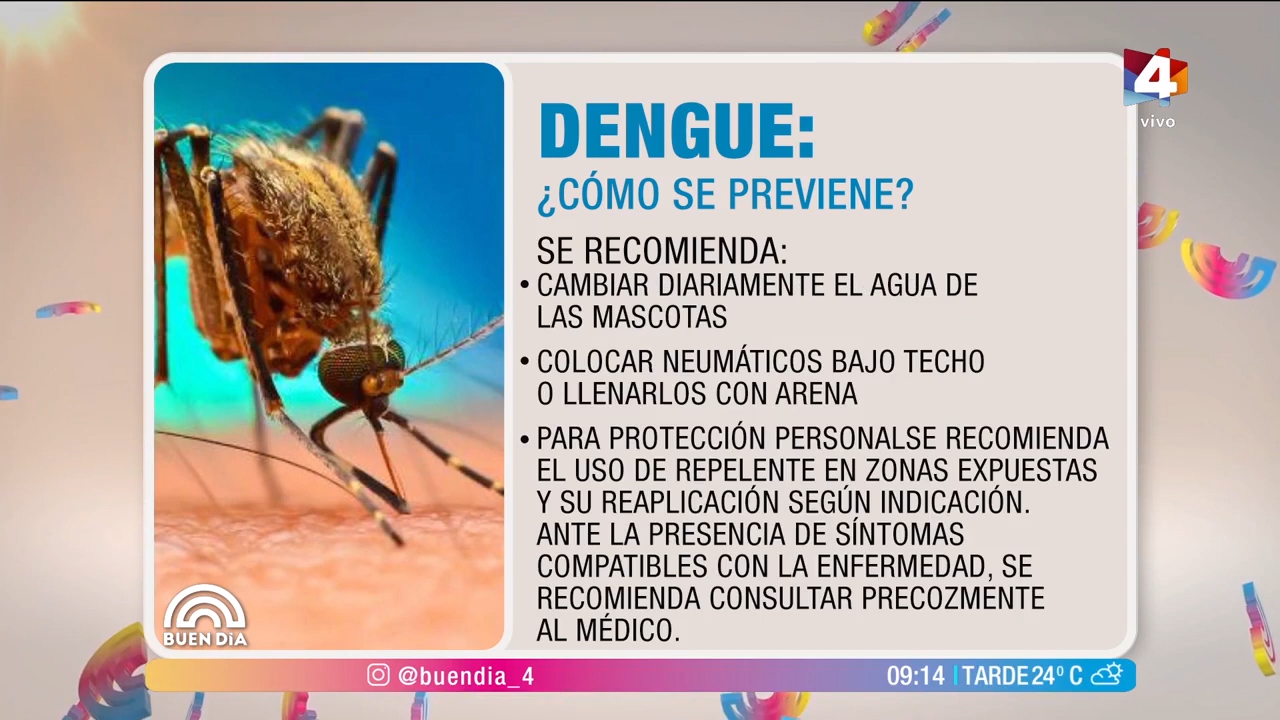 4
vivo
DENGUE:
¿CÓMO SE PREVIENE?
SE RECOMIENDA:
• CAMBIAR DIARIAMENTE EL AGUA DE
LAS MASCOTAS
• COLOCAR NEUMÁTICOS BAJO TECHO
O LLENARLOS CON ARENA
• PARA PROTECCIÓN PERSONALSE RECOMIENDA
EL USO DE REPELENTE EN ZONAS EXPUESTAS
Y SU REAPLICACIÓN SEGÚN INDICACIÓN.
ANTE LA PRESENCIA DE SÍNTOMAS
COMPATIBLES CON LA ENFERMEDAD, SE
RECOMIENDA CONSULTAR PRECOZMENTE
AL MÉDICO.
BUEN DíA
@buendia_4
09:14 | TARDE 24º C